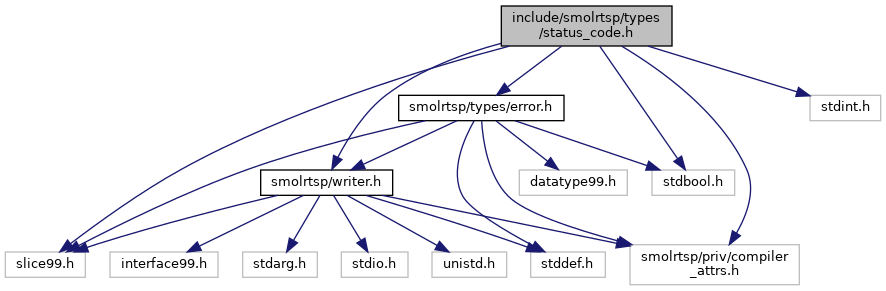 include/smolrtsp/types
/status_code.h
smolrtsp/types/error.h
stdint.h
smolrtsp/writer.h
datatype99.h
stdbool.h
slice99.h
interface99.h
stdarg.h
stdio.h
unistd.h
stddef.h
smolrtsp/priv/compiler
_attrs.h